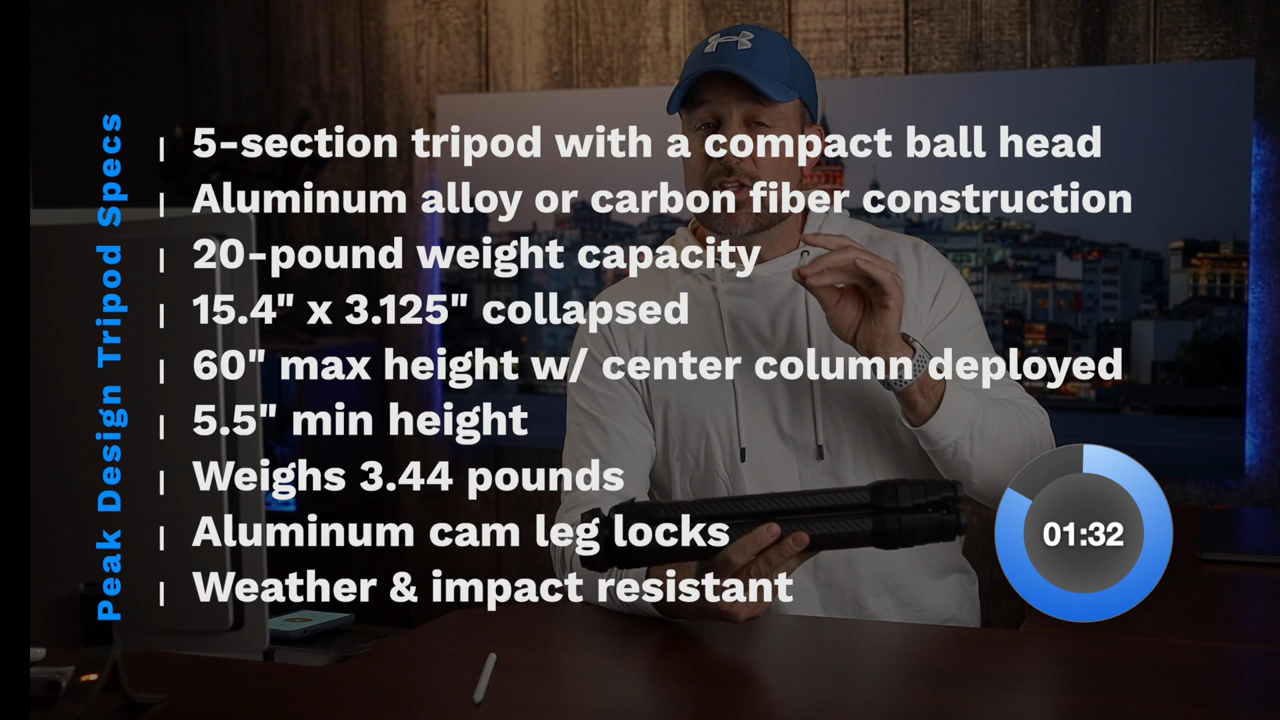 Peak Design Tripod Specs
5-section tripod with a compact ball head
Aluminum alloy or carbon fiber construction
20-pound weight capacity
15.4" x 3.125" collapsed
60" max height w/ center column deployed
5.5" min height
Weighs 3.44 pounds
Aluminum cam leg locks
Weather & impact resistant
01:32